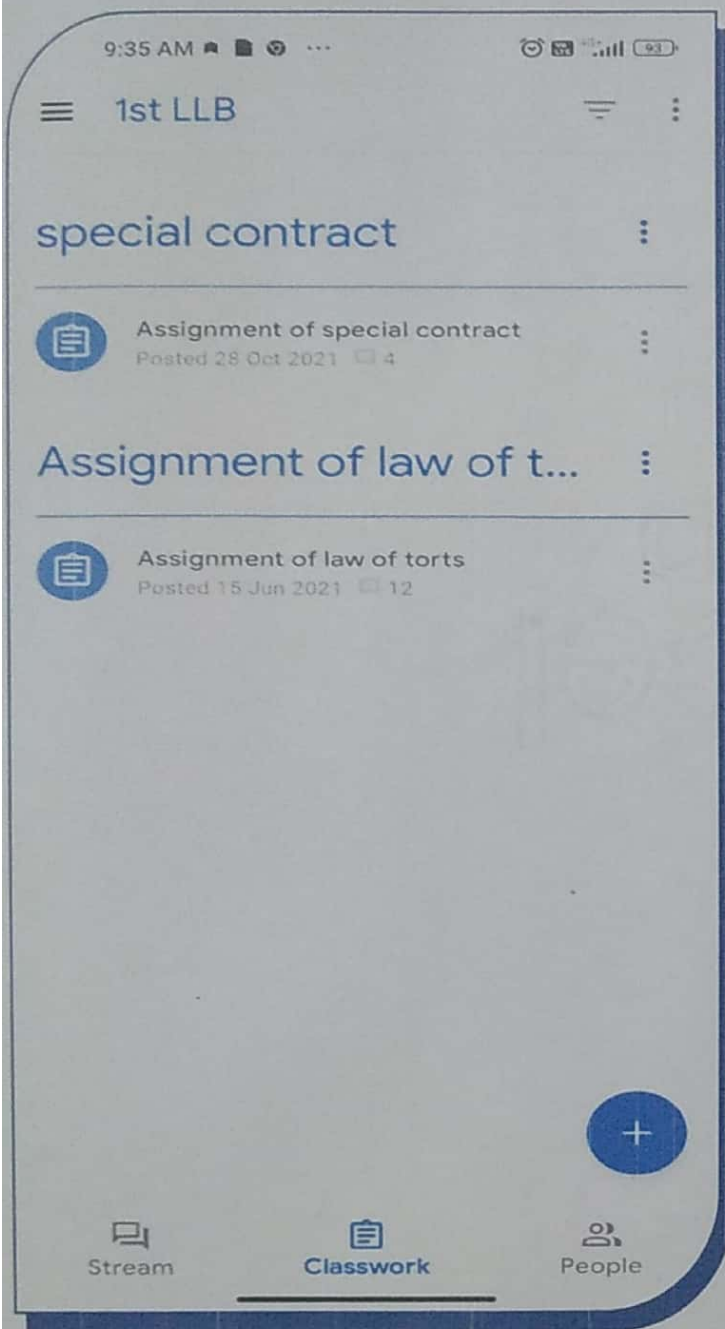 9:35 AM ...
93
1st LLB
special contract
Assignment of special contract
Posted 28 Oct 2021 4
Assignment of law of t...
Assignment of law of torts
Posted 15 Jun 2021 12
+
Stream
Classwork
People